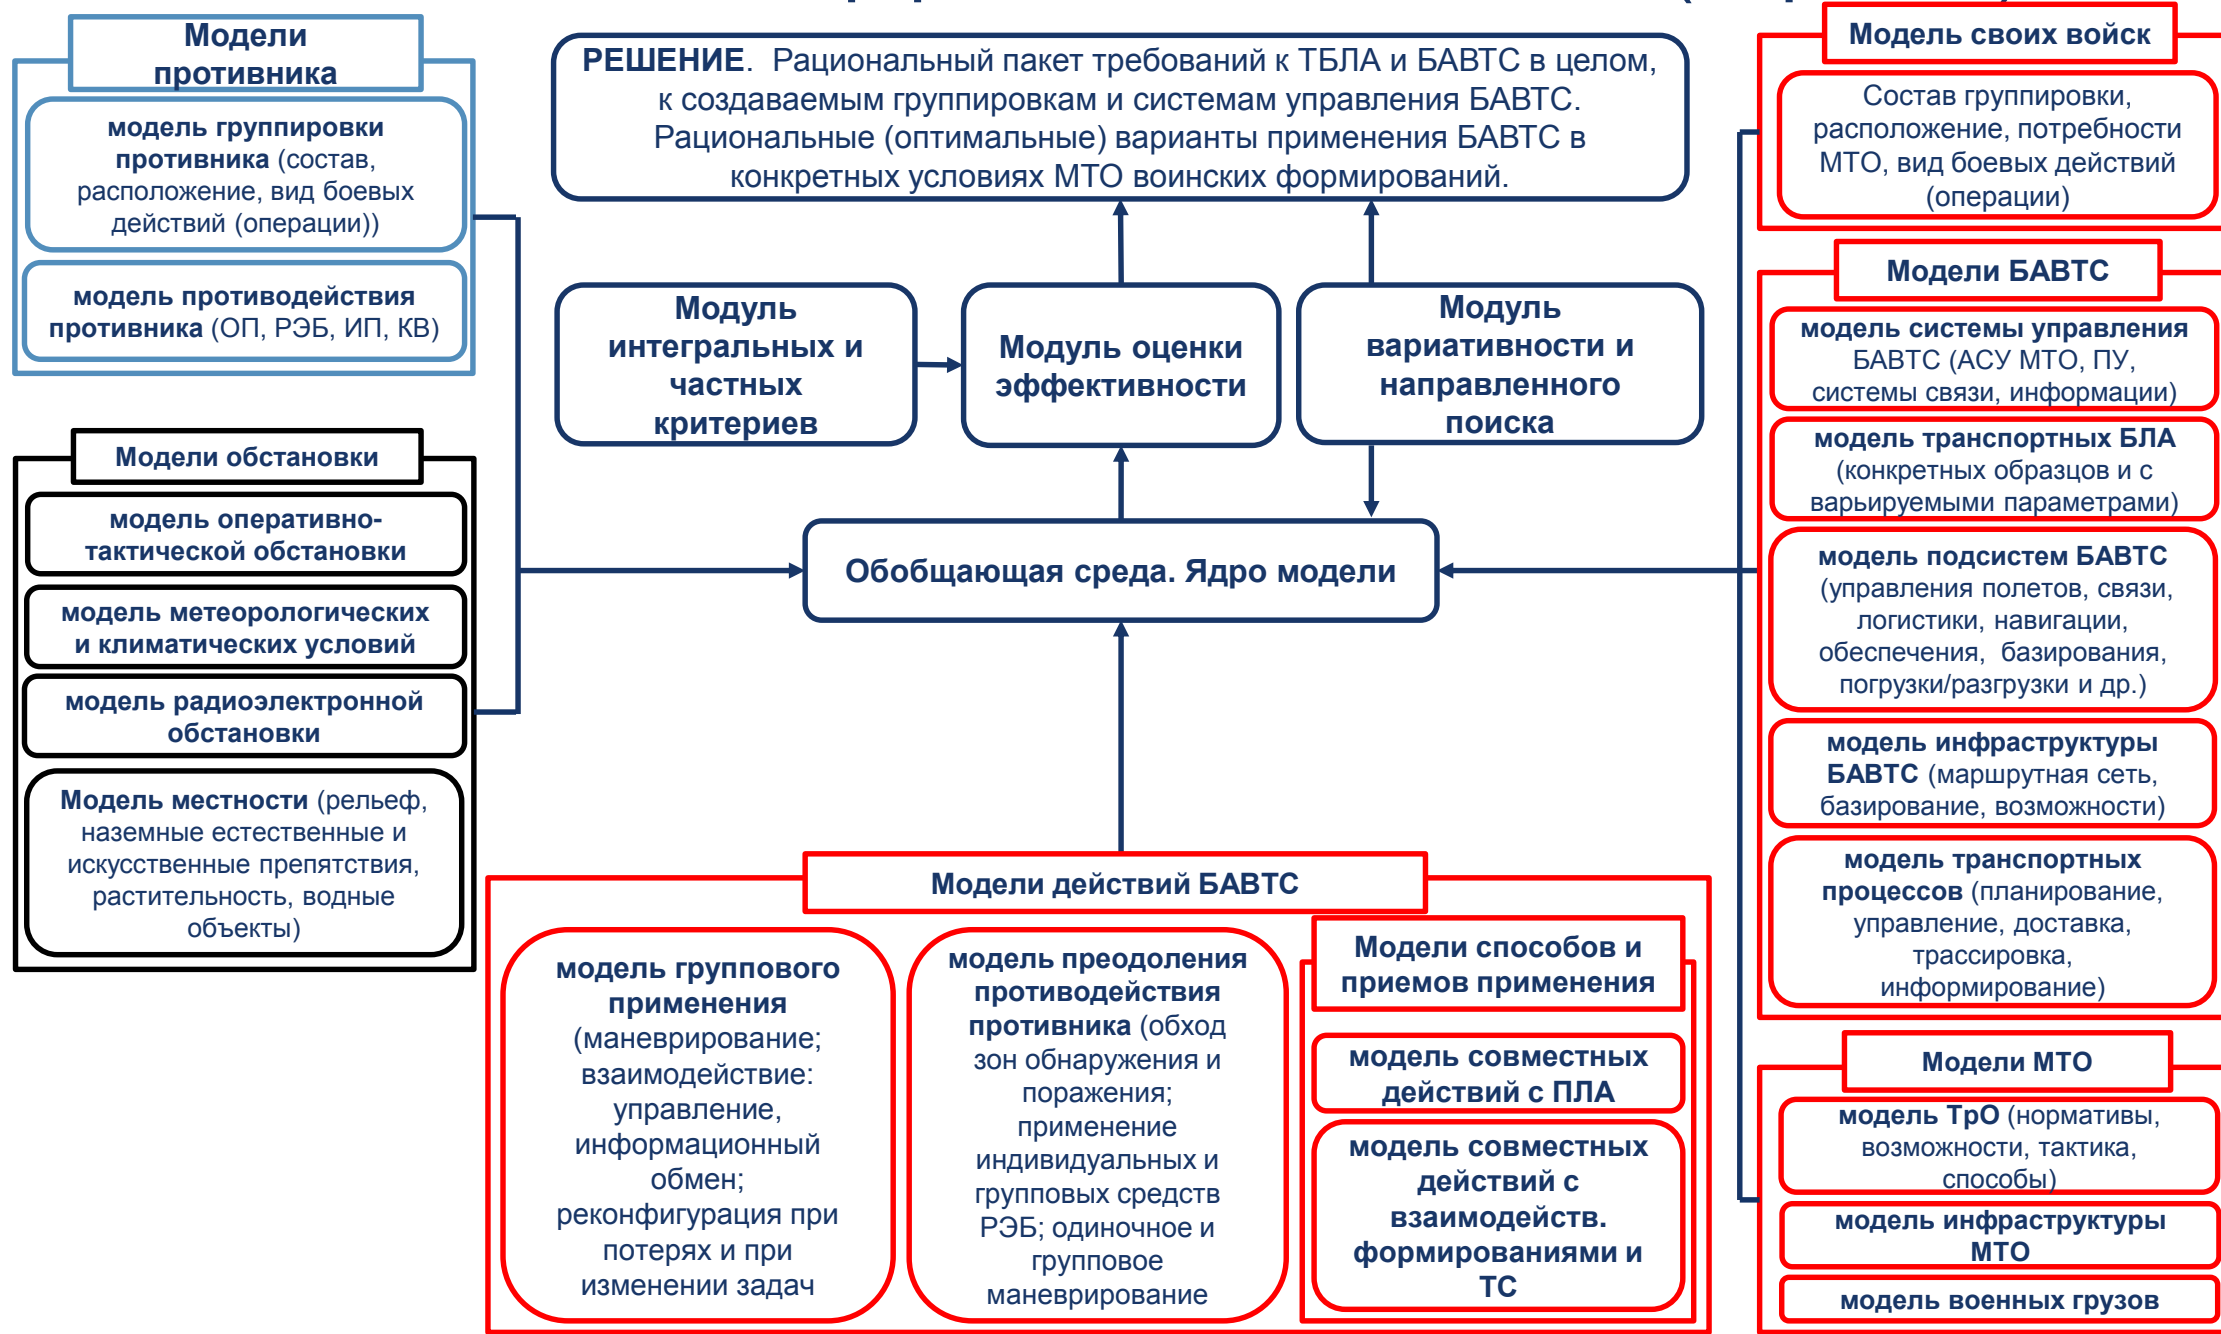 Модели
противника
модель группировки
противника (состав,
расположение, вид боевых
действий (операции))
модель противодействия
противника (ОП, РЭБ, ИП, КВ)
Модели обстановки
модель оперативно-
тактической обстановки
модель метеорологических
и климатических условий
модель радиоэлектронной
обстановки
Модель местности (рельеф,
наземные естественные и
искусственные препятствия,
растительность, водные
объекты)
РЕШЕНИЕ. Рациональный пакет требований к ТБЛА и БАВТС в целом,
к создаваемым группировкам и системам управления БАВТС.
Рациональные (оптимальные) варианты применения БАВТС в
конкретных условиях МТО воинских формирований.
Модуль
интегральных и
частных
критериев
Модуль оценки
эффективности
Модуль
вариативности и
направленного
поиска
Обобщающая среда. Ядро модели
Модели действий БАВТС
модель группового
применения
(маневрирование;
взаимодействие:
управление,
информационный
обмен;
реконфигурация при
потерях и при
изменении задач
модель преодоления
противодействия
противника (обход
зон обнаружения и
поражения;
применение
индивидуальных и
групповых средств
РЭБ; одиночное и
групповое
маневрирование
Модели способов и
приемов применения
модель совместных
действий с ПЛА
модель совместных
действий с
взаимодейств.
формированиями и
ТС
Модель своих войск
Состав группировки,
расположение, потребности
МТО, вид боевых действий
(операции)
Модели БАВТС
модель системы управления
БАВТС (АСУ МТО, ПУ,
системы связи, информации)
модель транспортных БЛА
(конкретных образцов и с
варьируемыми параметрами)
модель подсистем БАВТС
(управления полетов, связи,
логистики, навигации,
обеспечения, базирования,
погрузки/разгрузки и др.)
модель инфраструктуры
БАВТС (маршрутная сеть,
базирование, возможности)
модель транспортных
процессов (планирование,
управление, доставка,
трассировка,
информирование)
Модели МТО
модель ТрО (нормативы,
возможности, тактика,
способы)
модель инфраструктуры
МТО
модель военных грузов